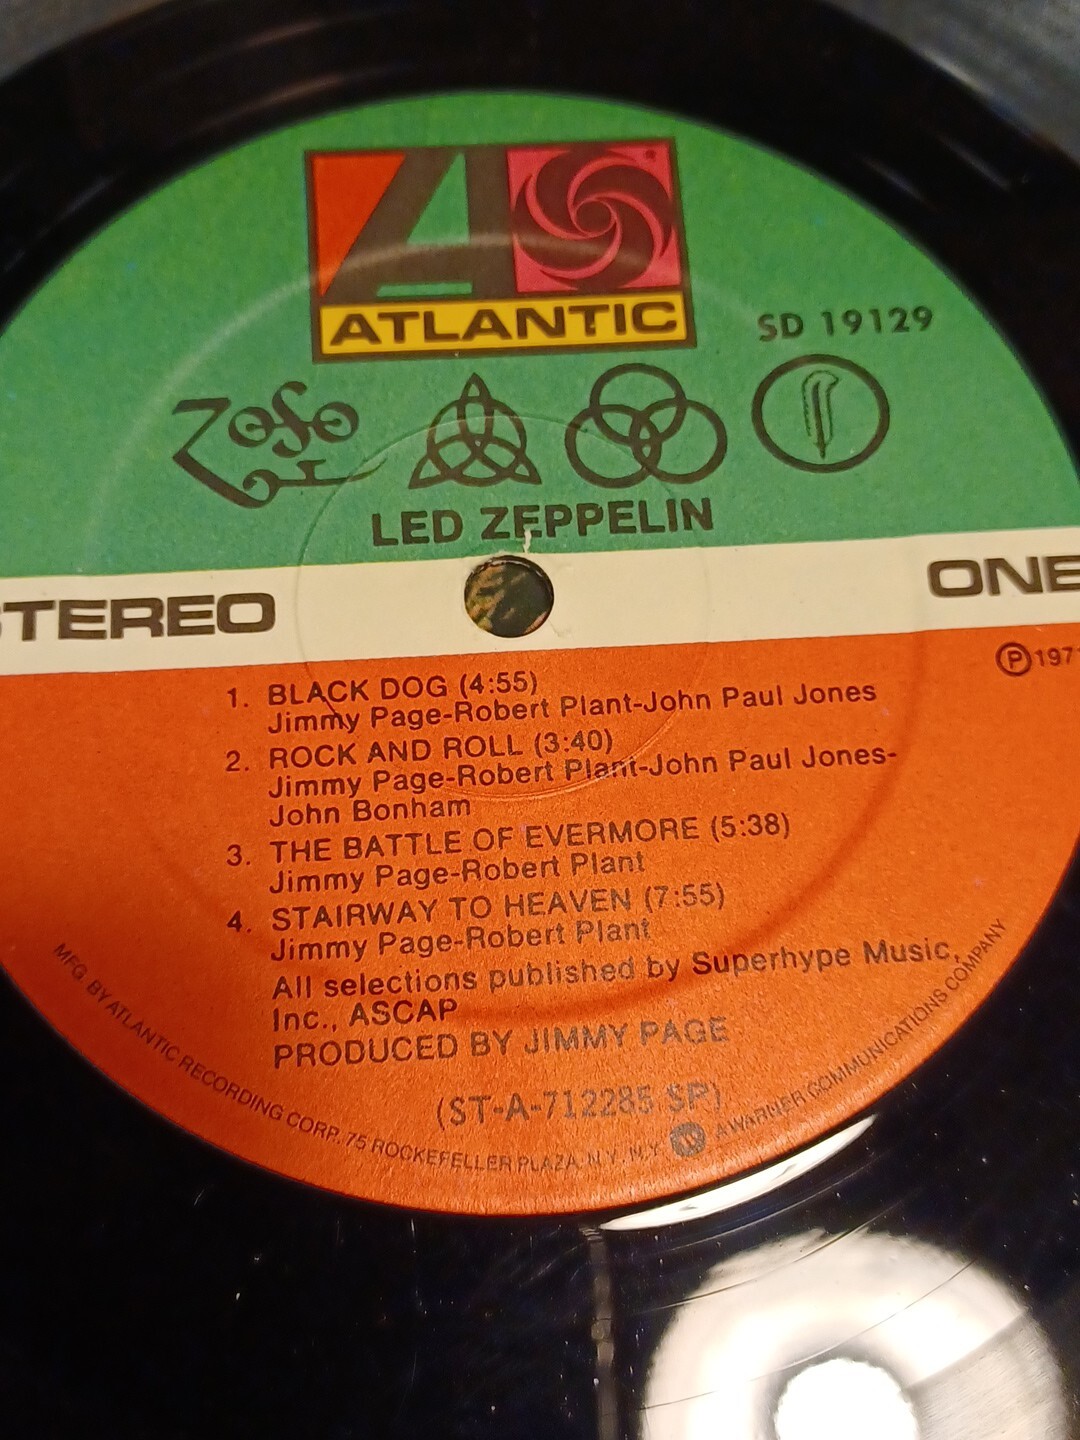 ATLANTIC
SD 19129
LED ZEPPELIN
STEREO
ONE
Ⓟ 1971
1. BLACK DOG (4:55)
Jimmy Page-Robert Plant-John Paul Jones
2. ROCK AND ROLL (3:40)
Jimmy Page-Robert Plant-John Paul Jones-
John Bonham
3. THE BATTLE OF EVERMORE (5:38)
Jimmy Page-Robert Plant
4. STAIRWAY TO HEAVEN (7:55)
Jimmy Page-Robert Plant
All selections published by Superhype Music,
Inc., ASCAP
PRODUCED BY JIMMY PAGE
(ST-A-712285 SP)
MFG. BY ATLANTIC RECORDING CORP. 75 ROCKEFELLER PLAZA, N.Y. N.Y. A WARNER COMMUNICATIONS COMPANY